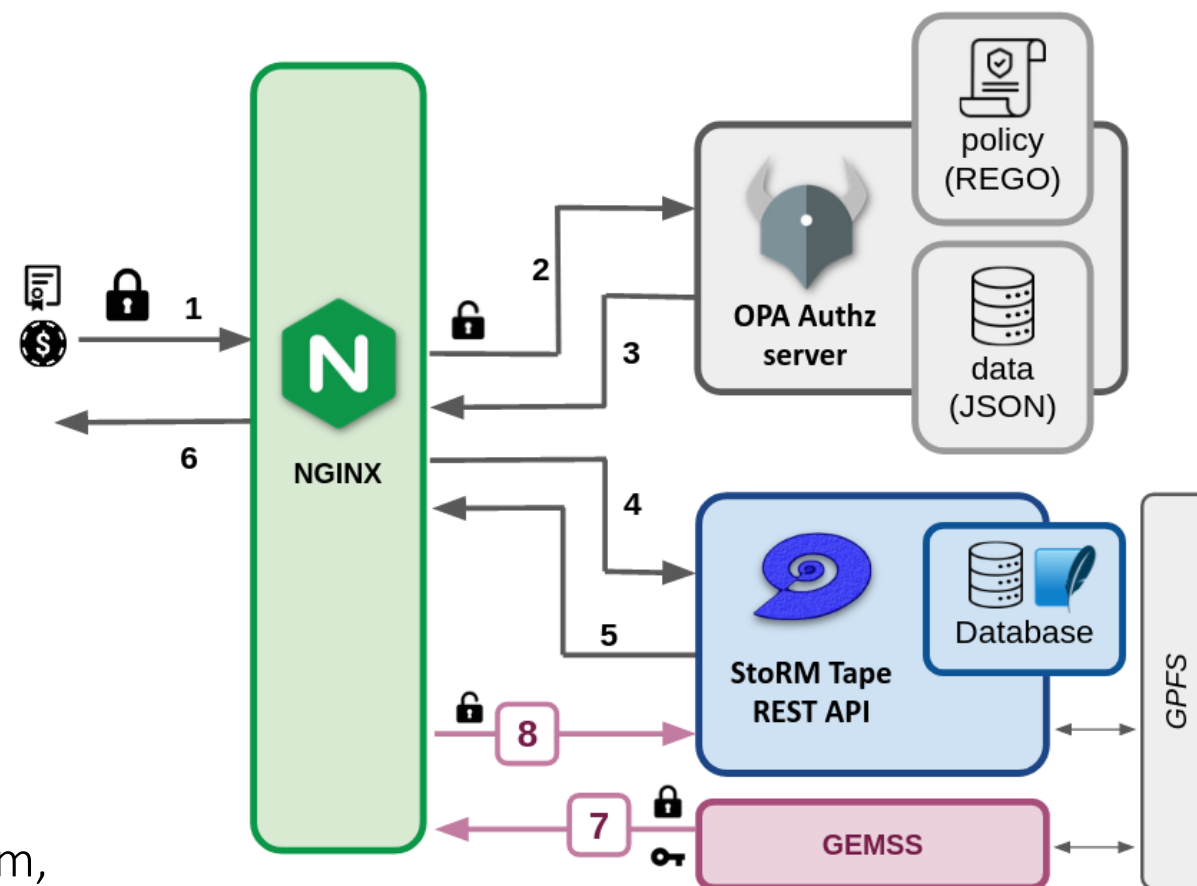 policy
(REGO)
OPA Authz
server
data
(JSON)
1
2
3
6
N
NGINX
4
5
StoRM Tape
REST API
Database
GPFS
8
7
GEMSS
m,
$